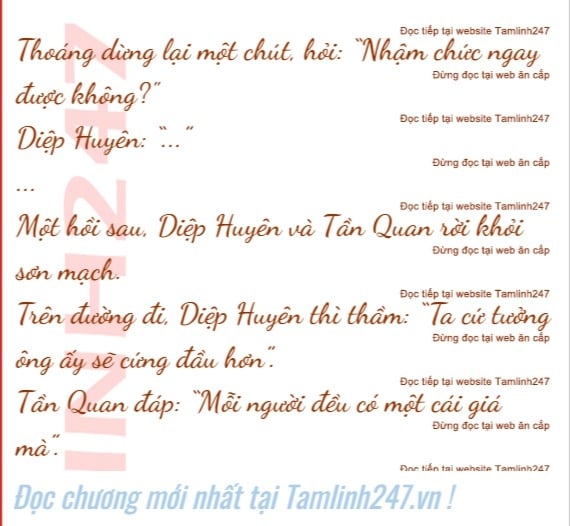 Đọc tiếp tại website Tamlinh247
Thoáng dừng lại một chút, hỏi: “Nhậm chức ngay
Đừng đọc tại web ăn cắp
được không?”
Đọc tiếp tại website Tamlinh247
Diệp Huyên: “...”
Đừng đọc tại web ăn cắp
...
Đọc tiếp tại website Tamlinh247
Một hồi sau, Diệp Huyên và Tần Quan rời khỏi
Đừng đọc tại web ăn cắp
sơn mạch.
Đọc tiếp tại website Tamlinh247
Trên đường đi, Diệp Huyên thì thầm: “Ta cứ tưởng
Đừng đọc tại web ăn cắp
ông ấy sẽ cứng đầu hơn”.
Đọc tiếp tại website Tamlinh247
Tần Quan đáp: “Mỗi người đều có một cái giá
Đừng đọc tại web ăn cắp
mà”.
Đọc tiếp tại website Tamlinh247
INH247
Đọc chương mới nhất tại Tamlinh247.vn !